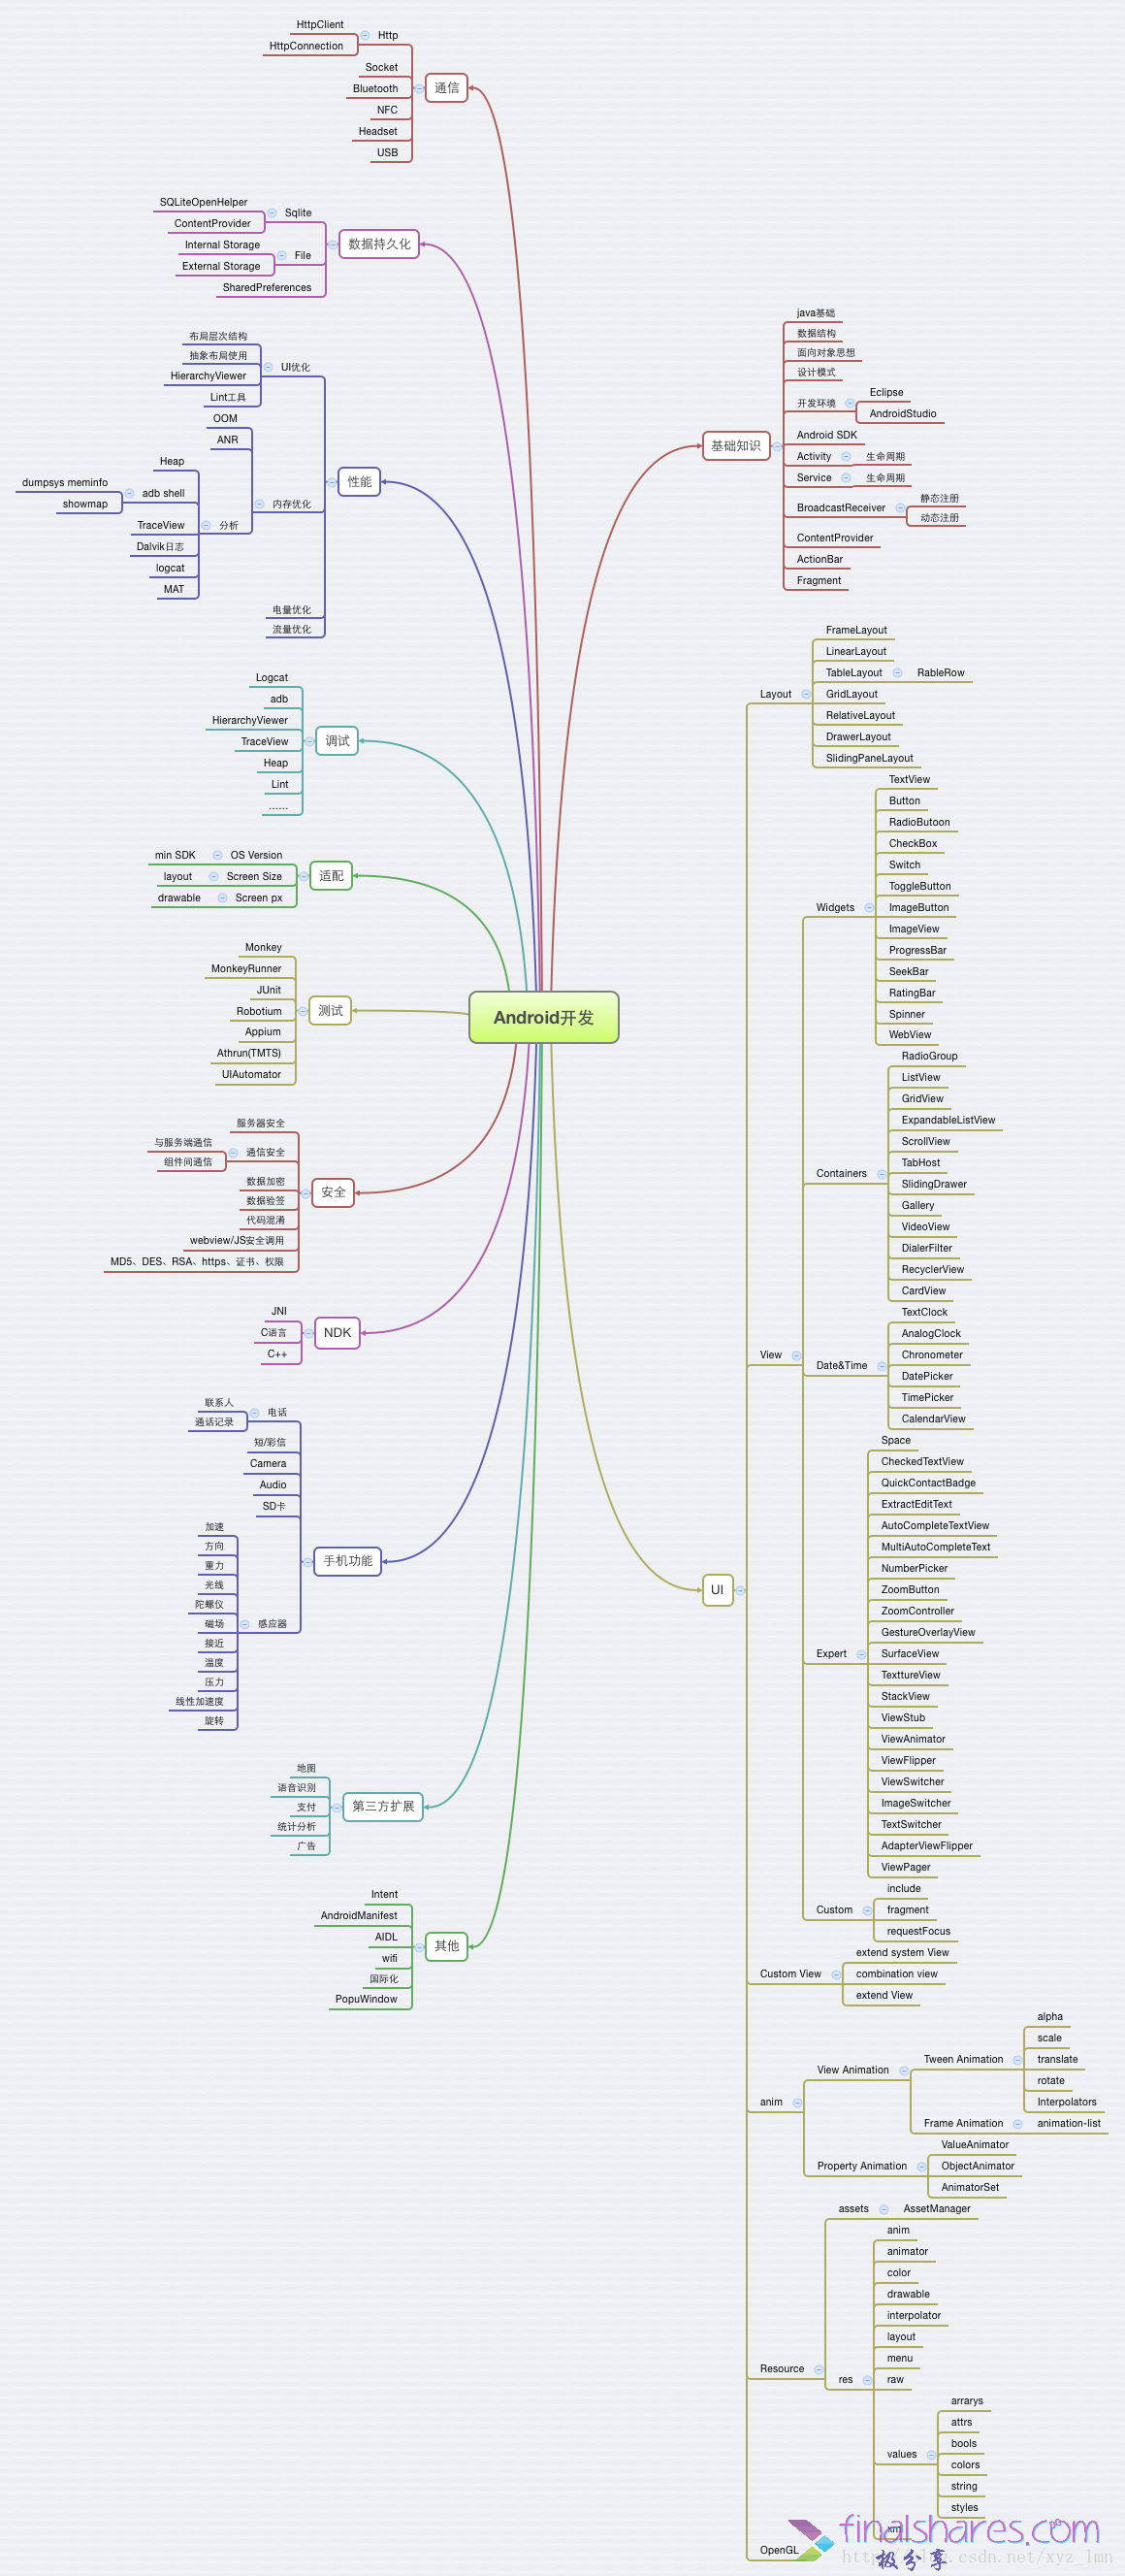 Android开发
通信
Http
HttpClient
HttpConnection
Socket
Bluetooth
NFC
Headset
USB
数据持久化
Sqlite
SQLiteOpenHelper
ContentProvider
File
Internal Storage
External Storage
SharedPreferences
性能
UI优化
布局层次结构
抽象布局使用
HierarchyViewer
Lint工具
内存优化
OOM
ANR
分析
Heap
adb shell
dumpsys meminfo
showmap
TraceView
Dalvik日志
logcat
MAT
电量优化
流量优化
调试
Logcat
adb
HierarchyViewer
TraceView
Heap
Lint
……
适配
OS Version
min SDK
Screen Size
layout
Screen px
drawable
测试
Monkey
MonkeyRunner
JUnit
Robotium
Appium
Athrun(TMTS)
UIAutomator
安全
服务器安全
通信安全
与服务端通信
组件间通信
数据加密
数据验签
代码混淆
webview/JS安全调用
MD5、DES、RSA、https、证书、权限
NDK
JNI
C语言
C++
手机功能
电话
联系人
通话记录
短/彩信
Camera
Audio
SD卡
感应器
加速
方向
重力
光线
陀螺仪
磁场
接近
温度
压力
线性加速度
旋转
第三方扩展
地图
语音识别
支付
统计分析
广告
其他
Intent
AndroidManifest
AIDL
wifi
国际化
PopuWindow
基础知识
java基础
数据结构
面向对象思想
设计模式
开发环境
Eclipse
AndroidStudio
Android SDK
Activity
生命周期
Service
生命周期
BroadcastReceiver
静态注册
动态注册
ContentProvider
ActionBar
Fragment
UI
Layout
FrameLayout
LinearLayout
TableLayout
RableRow
GridLayout
RelativeLayout
DrawerLayout
SlidingPaneLayout
View
Widgets
TextView
Button
RadioButoon
CheckBox
Switch
ToggleButton
ImageButton
ImageView
ProgressBar
SeekBar
RatingBar
Spinner
WebView
Containers
RadioGroup
ListView
GridView
ExpandableListView
ScrollView
TabHost
SlidingDrawer
Gallery
VideoView
DialerFilter
RecyclerView
CardView
Date&Time
TextClock
AnalogClock
Chronometer
DatePicker
TimePicker
CalendarView
Expert
Space
CheckedTextView
QuickContactBadge
ExtractEditText
AutoCompleteTextView
MultiAutoCompleteText
NumberPicker
ZoomButton
ZoomController
GestureOverlayView
SurfaceView
TexttureView
StackView
ViewStub
ViewAnimator
ViewFlipper
ViewSwitcher
ImageSwitcher
TextSwitcher
AdapterViewFlipper
ViewPager
Custom
include
fragment
requestFocus
Custom View
extend system View
combination view
extend View
anim
View Animation
Tween Animation
alpha
scale
translate
rotate
Interpolators
Frame Animation
animation-list
Property Animation
ValueAnimator
ObjectAnimator
AnimatorSet
Resource
assets
AssetManager
res
anim
animator
color
drawable
interpolator
layout
menu
raw
values
arrarys
attrs
bools
colors
string
styles
OpenGL
finalshares.com
极分享